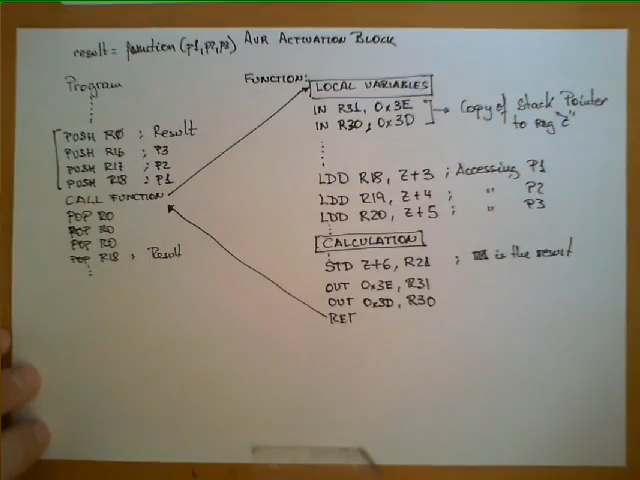 result = function(p1,p2,p3) AVR ACTIVATION BLOCK
Program
PUSH R0 ; Result
PUSH R16 ; P3
PUSH R17 ; P2
PUSH R18 ; P1
CALL FUNCTION
POP R0
POP R0
POP R0
POP R18 ; Result
FUNCTION:
LOCAL VARIABLES
IN R31, 0x3E
IN R30, 0x3D
Copy of Stack Pointer
to Reg "Z"
LDD R18, Z+3 ; Accessing P1
LDD R19, Z+4 ; " P2
LDD R20, Z+5 ; " P3
CALCULATION
STD Z+6, R21 ; is the result
OUT 0x3E, R31
OUT 0x3D, R30
RET